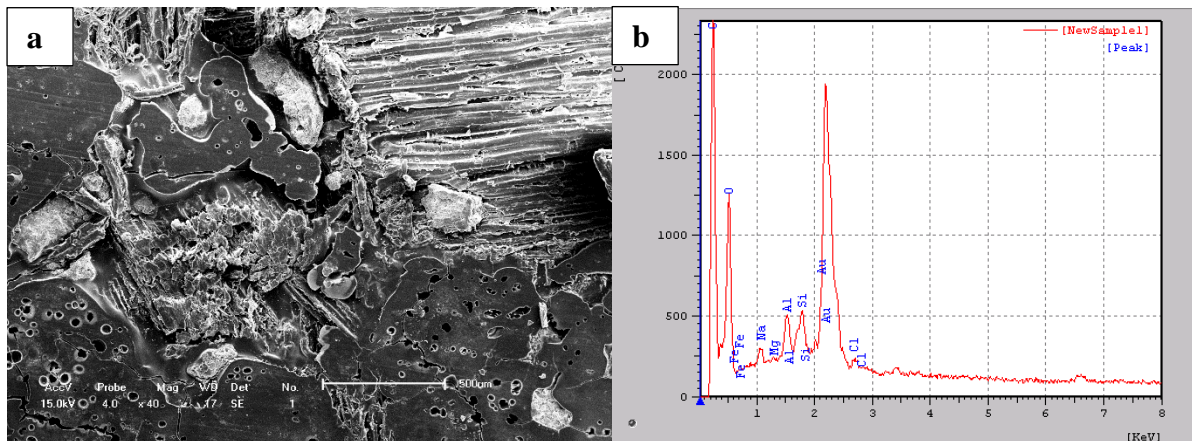 a
AccV Probe Mag WD Det No.
15.0kV 4.0 x 40 17 SE 1
500um
b
[NewSample1]
[Peak]
2000
1500
1000
500
0
C
O
Fe
Fe
Fe
Na
Mg
Al
Al
Si
Si
Au
Au
Cl
Cl
1 2 3 4 5 6 7 8
[KeV]